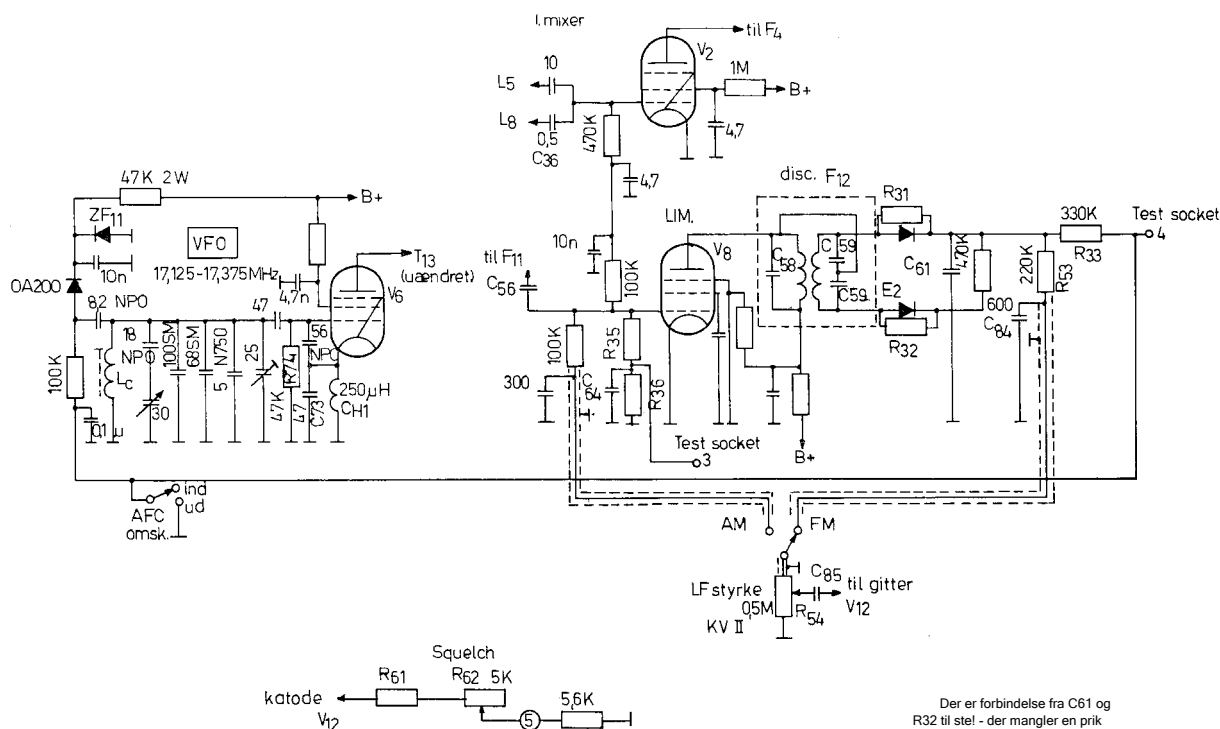 I. mixer
til F4
V2
10
1M
L5
B+
L8
0,5
C36
470K
4,7
4,7
47K 2W
disc. F12
R31
B+
ZF11
VFO
LIM.
330K
Test socket
4
10n
T13
(uændret)
17,125-17,375MHz
10n
til F11
V8
C58
C59
C59
C61
470K
220K
R53
R33
OA200
4,7n
V6
C56
100K
E2
82 NPO
47
600
C84
R32
18
NPO
100SM
68SM
5 N750
25
R74
56
NPO
100K
R35
100K
Lc
30
47K
47
C73
250µH
CH1
300
C64
R36
0,1 µ
Test socket
3
B+
ind
ud
AFC
omsk.
AM
FM
C85
LF styrke
til gitter
0,5M
R54
V12
KV II
Squelch
R61
R62 5K
katode
5,6K
V12
5
Der er forbindelse fra C61 og
R32 til ste! - der mangler en prik